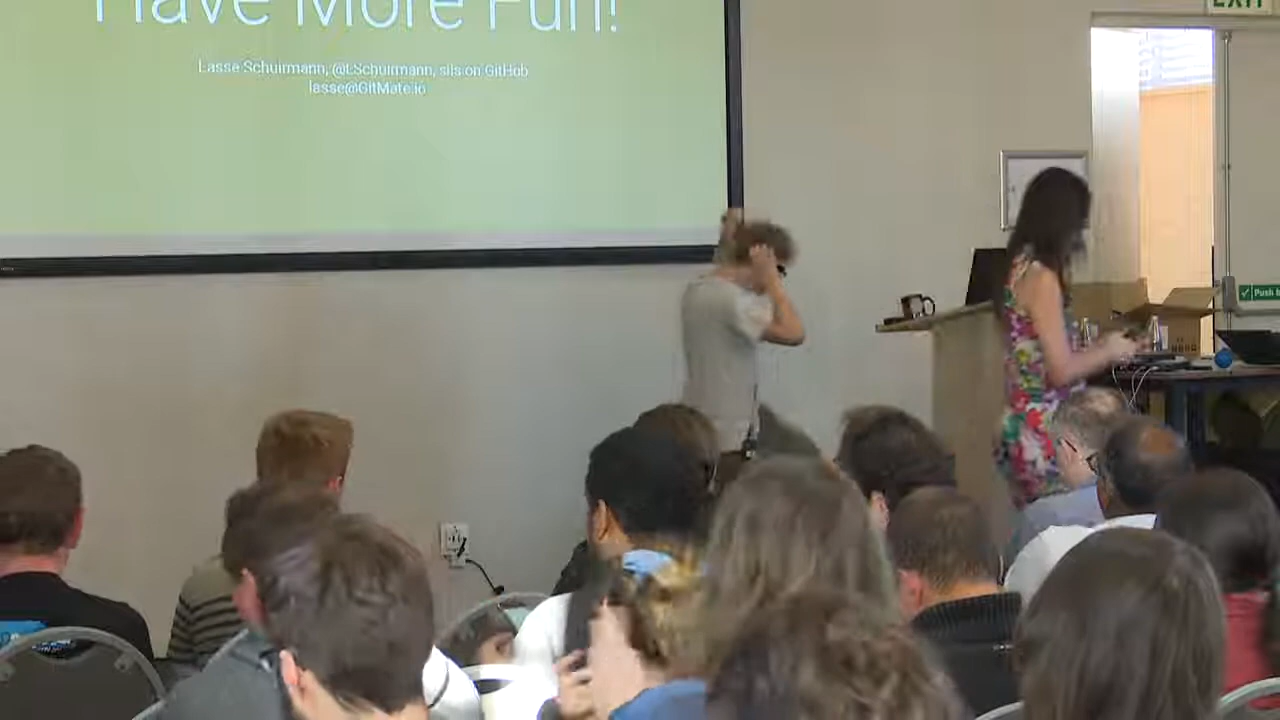 Have More Fun!
Lasse Schuirmann, @LSchuirmann, sils on GitHub
lasse@GitMate.io
EXIT
Push b